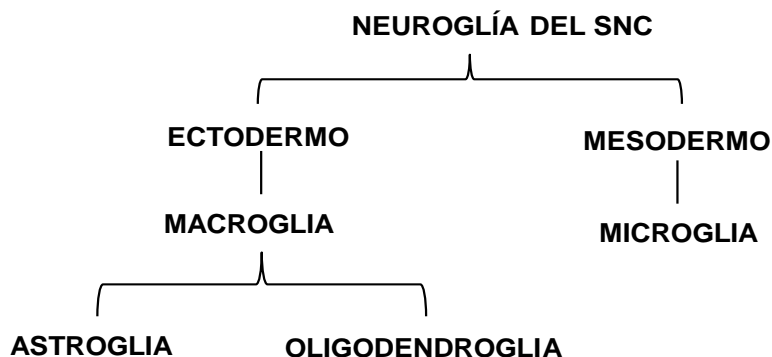 NEUROGLÍA DEL SNC
ECTODERMO
MESODERMO
MACROGLIA
MICROGLIA
ASTROGLIA
OLIGODENDROGLIA